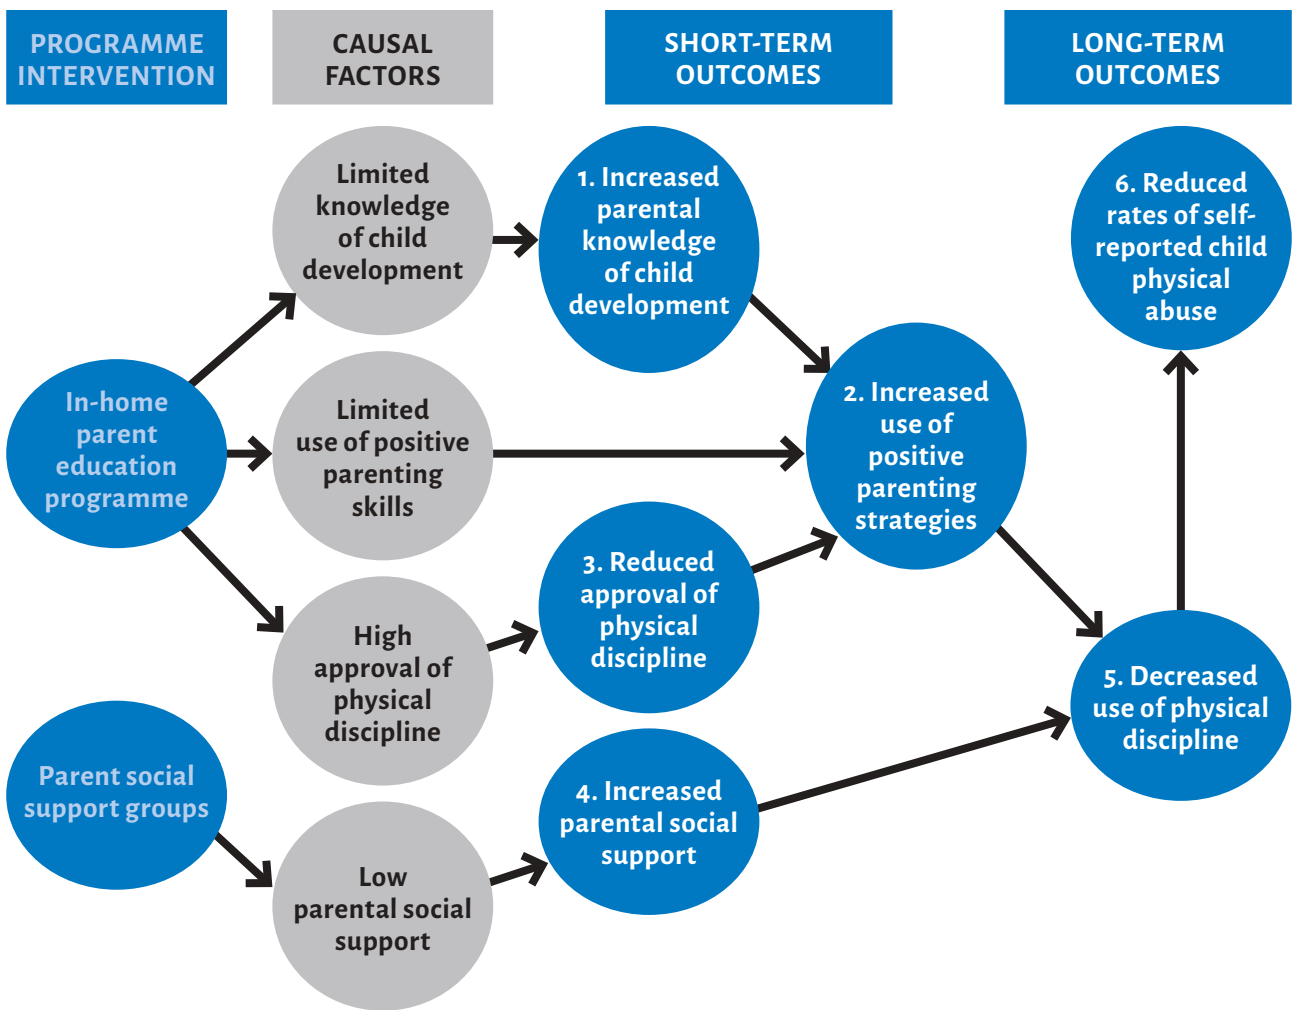 PROGRAMME
INTERVENTION
CAUSAL
FACTORS
SHORT-TERM
OUTCOMES
LONG-TERM
OUTCOMES
In-home
parent
education
programme
Parent social
support groups
Limited
knowledge
of child
development
Limited
use of positive
parenting
skills
High
approval of
physical
discipline
Low
parental social
support
1. Increased
parental
knowledge
of child
development
2. Increased
use of
positive
parenting
strategies
3. Reduced
approval of
physical
discipline
4. Increased
parental social
support
5. Decreased
use of physical
discipline
6. Reduced
rates of self-
reported child
physical
abuse